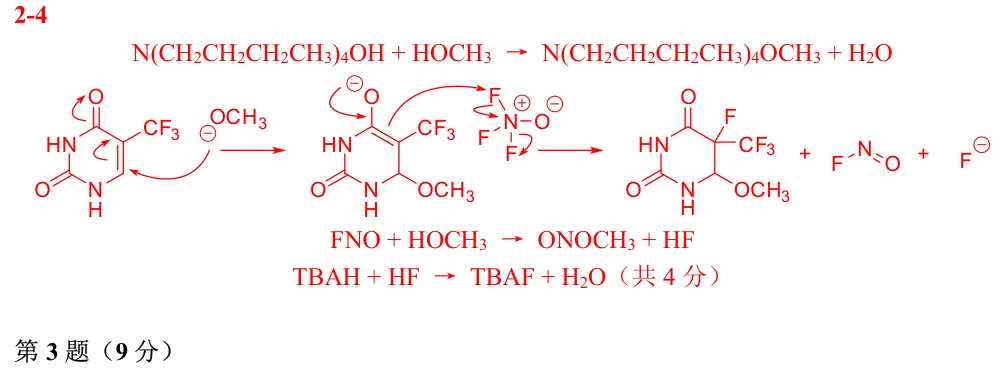 2-4
N(CH2CH2CH2CH3)4OH + HOCH3 → N(CH2CH2CH2CH3)4OCH3 + H2O
O HN O N H CF3 − OCH3 − O HN O N H CF3 OCH3 F N + O − F F O F HN CF3 O N H OCH3 + F N O + F −
FNO + HOCH3 → ONOCH3 + HF
TBAH + HF → TBAF + H2O（共 4 分）
第 3 题（9 分）